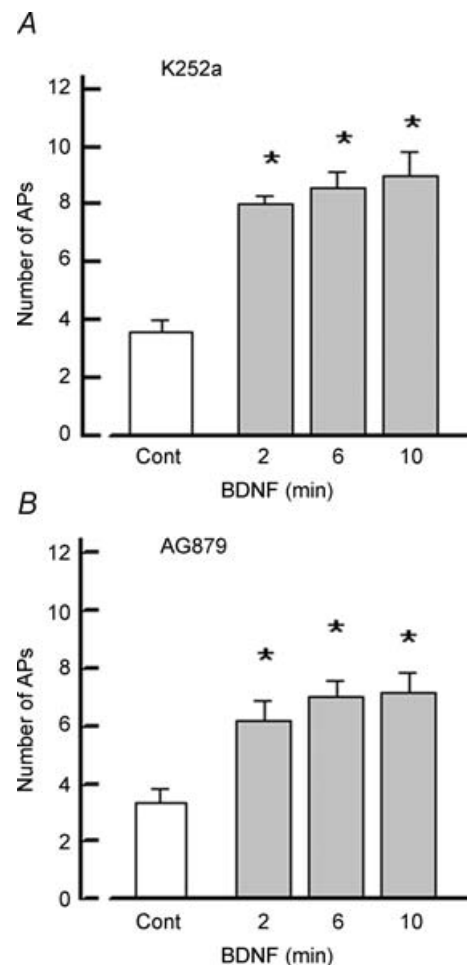 A
K252a
12
10
8
6
4
2
0
Number of APs
* * *
Cont 2 6 10
BDNF (min)
B
AG879
12
10
8
6
4
2
0
Number of APs
* * *
Cont 2 6 10
BDNF (min)